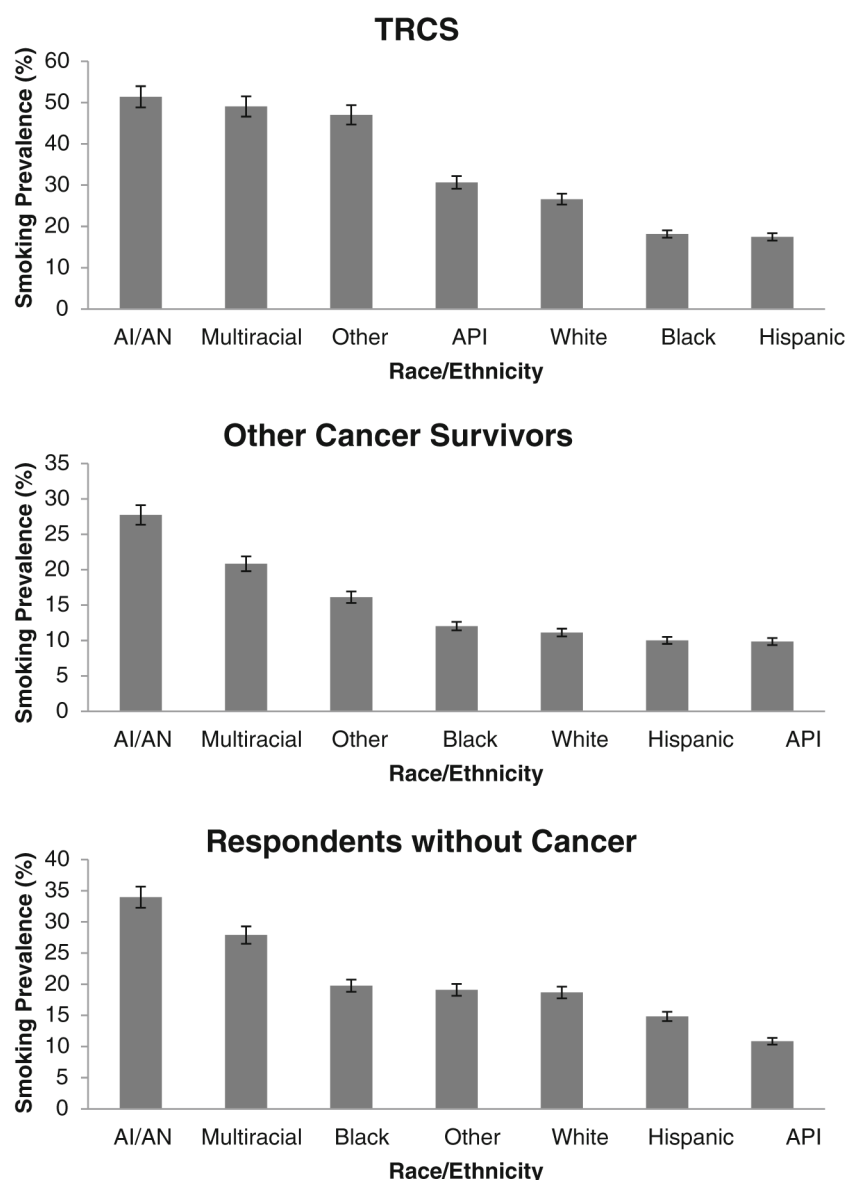 TRCS
Smoking Prevalence (%)
60
50
40
30
20
10
0
AI/AN Multiracial Other API White Black Hispanic
Race/Ethnicity
Other Cancer Survivors
Smoking Prevalence (%)
35
30
25
20
15
10
5
0
AI/AN Multiracial Other Black White Hispanic API
Race/Ethnicity
Respondents without Cancer
Smoking Prevalence (%)
40
35
30
25
20
15
10
5
0
AI/AN Multiracial Black Other White Hispanic API
Race/Ethnicity